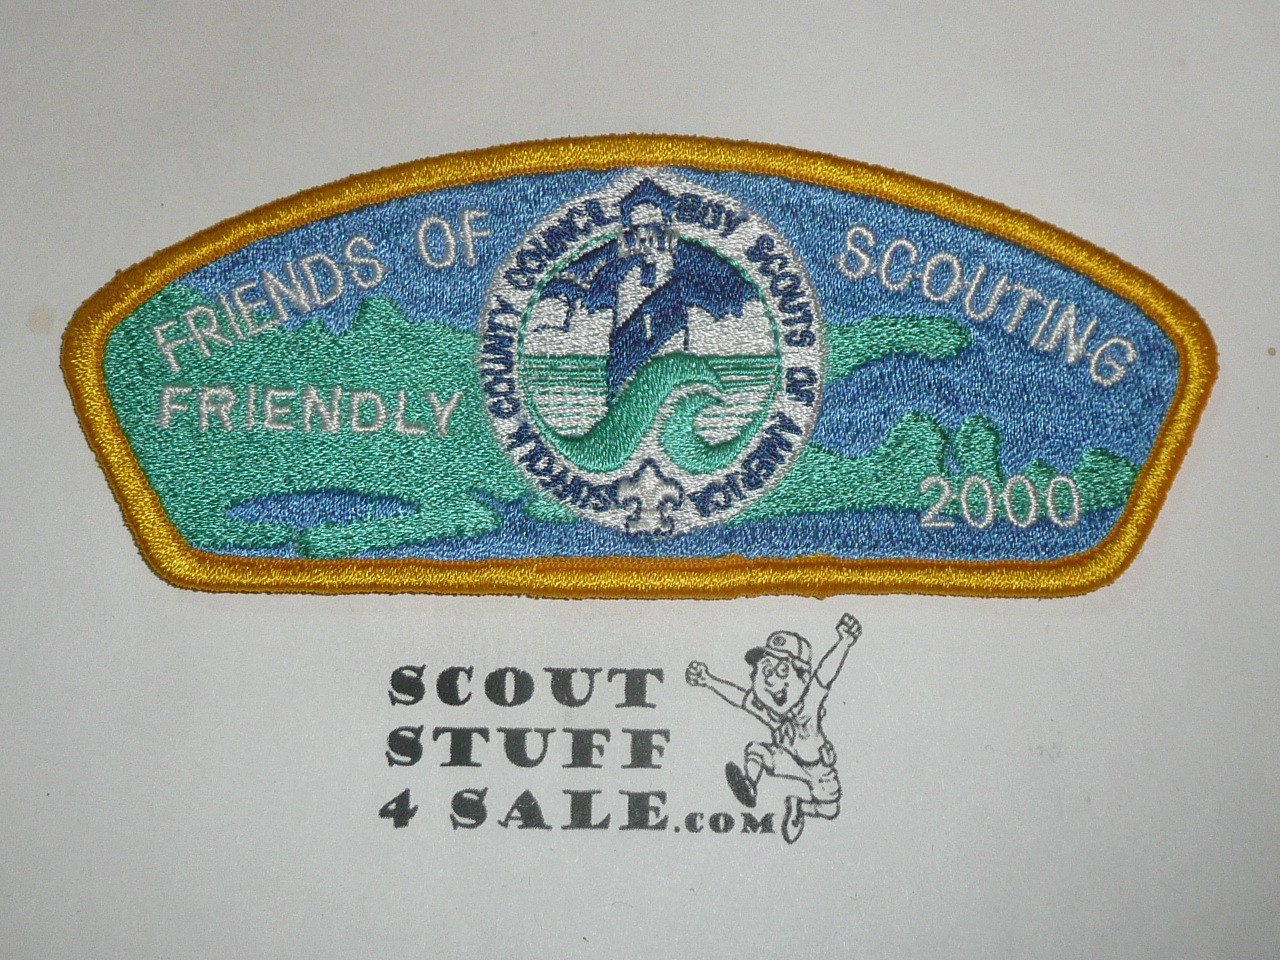 FRIENDS OF SCOUTING
FRIENDLY
SUFFOLK COUNTY COUNCIL BOY SCOUTS OF AMERICA
2000
SCOUT
STUFF
4 SALE.COM